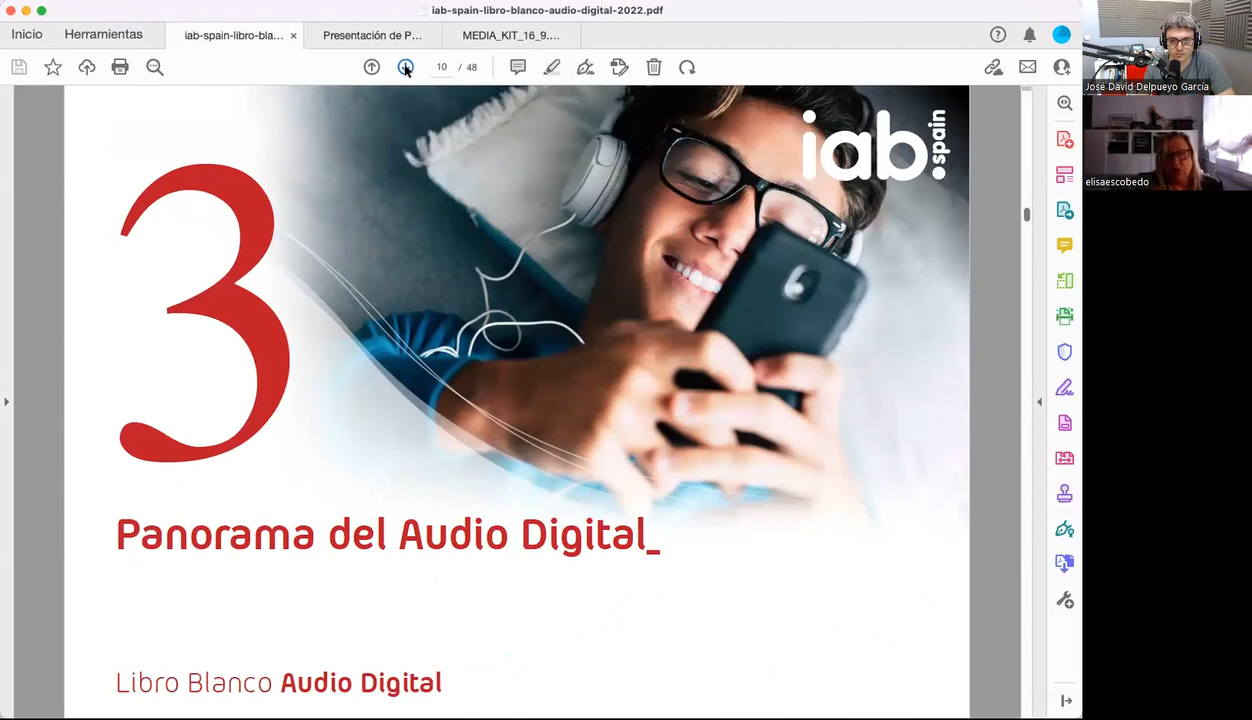 iab-spain-libro-blanco-audio-digital-2022.pdf
Inicio
Herramientas
iab-spain-libro-bla...
Presentación de P...
MEDIA_KIT_16_9....
10 / 48
iab spain
3
Panorama del Audio Digital_
Libro Blanco Audio Digital
José David Delpueyo García
elisaescobedo